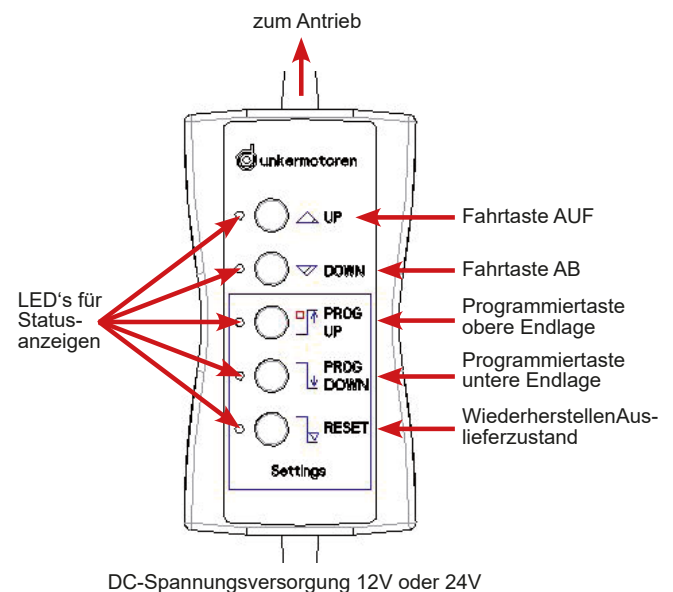 zum Antrieb
dunkermotoren
UP
Fahrtaste AUF
DOWN
Fahrtaste AB
LED's für
Status-
anzeigen
PROG
UP
Programmiertaste
obere Endlage
PROG
DOWN
Programmiertaste
untere Endlage
RESET
WiederherstellenAus-
lieferzustand
Settings
DC-Spannungsversorgung 12V oder 24V